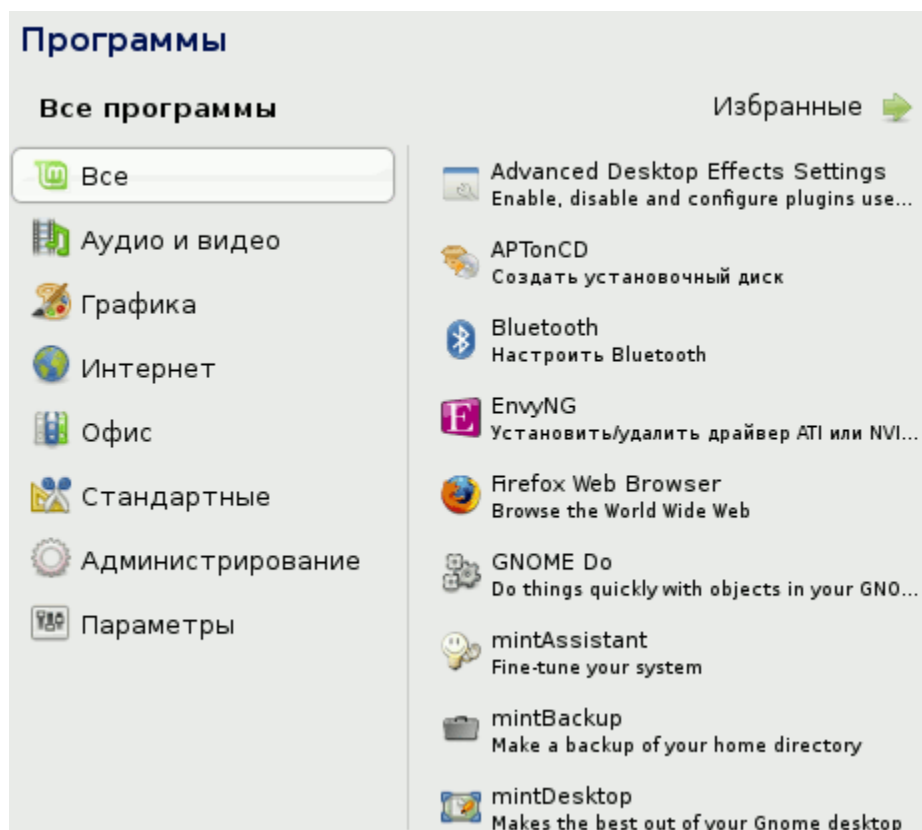 Программы
Все программы
Избранные
Все
Аудио и видео
Графика
Интернет
Офис
Стандартные
Администрирование
Параметры
Advanced Desktop Effects Settings
Enable, disable and configure plugins use...
APTonCD
Создать установочный диск
Bluetooth
Настроить Bluetooth
EnvyNG
Установить/удалить драйвер ATI или NVI...
Firefox Web Browser
Browse the World Wide Web
GNOME Do
Do things quickly with objects in your GNO...
mintAssistant
Fine-tune your system
mintBackup
Make a backup of your home directory
mintDesktop
Makes the best out of your Gnome desktop